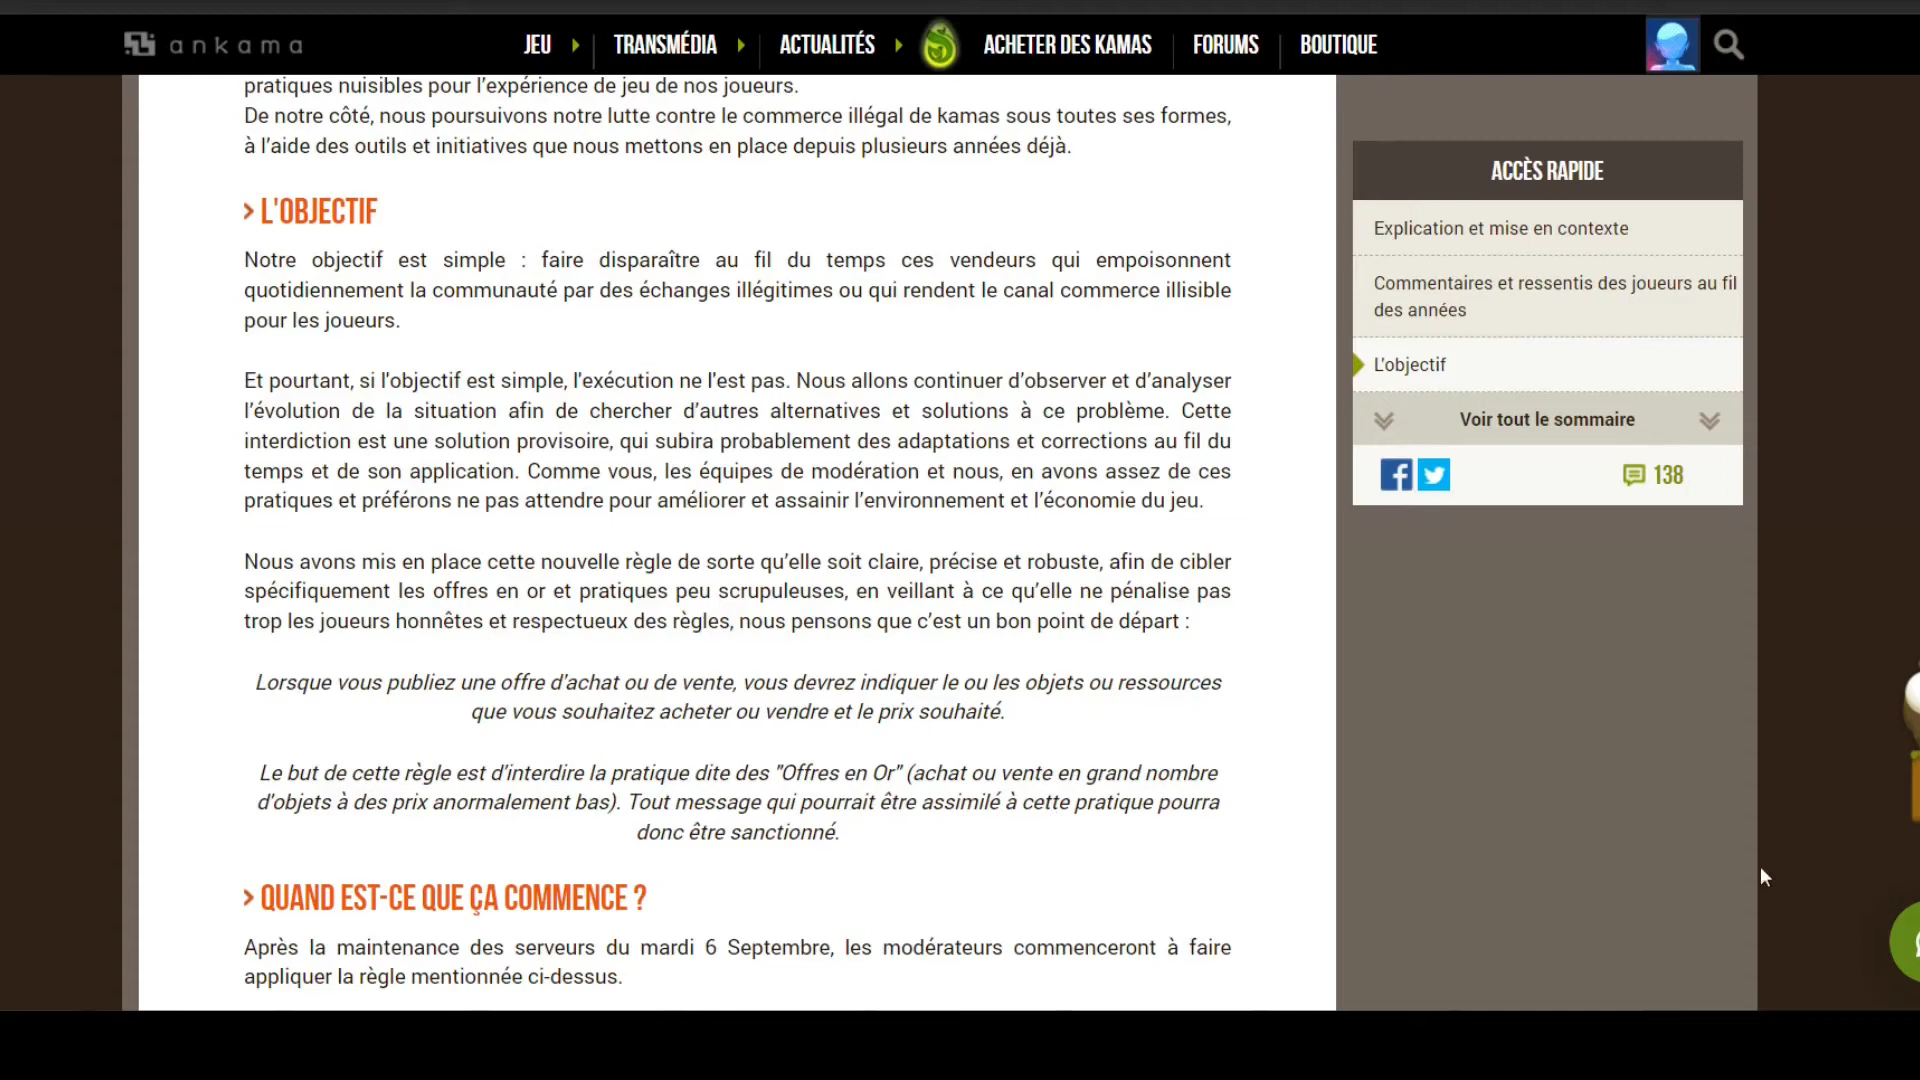 ankama
JEU
TRANSMÉDIA
ACTUALITÉS
ACHETER DES KAMAS
FORUMS
BOUTIQUE
pratiques nuisibles pour l’expérience de jeu de nos joueurs.
De notre côté, nous poursuivons notre lutte contre le commerce illégal de kamas sous toutes ses formes,
à l’aide des outils et initiatives que nous mettons en place depuis plusieurs années déjà.
> L'OBJECTIF
Notre objectif est simple : faire disparaître au fil du temps ces vendeurs qui empoisonnent
quotidiennement la communauté par des échanges illégitimes ou qui rendent le canal commerce illisible
pour les joueurs.
Et pourtant, si l'objectif est simple, l'exécution ne l'est pas. Nous allons continuer d’observer et d’analyser
l’évolution de la situation afin de chercher d’autres alternatives et solutions à ce problème. Cette
interdiction est une solution provisoire, qui subira probablement des adaptations et corrections au fil du
temps et de son application. Comme vous, les équipes de modération et nous, en avons assez de ces
pratiques et préférons ne pas attendre pour améliorer et assainir l’environnement et l’économie du jeu.
Nous avons mis en place cette nouvelle règle de sorte qu’elle soit claire, précise et robuste, afin de cibler
spécifiquement les offres en or et pratiques peu scrupuleuses, en veillant à ce qu’elle ne pénalise pas
trop les joueurs honnêtes et respectueux des règles, nous pensons que c’est un bon point de départ :
Lorsque vous publiez une offre d'achat ou de vente, vous devrez indiquer le ou les objets ou ressources
que vous souhaitez acheter ou vendre et le prix souhaité.
Le but de cette règle est d'interdire la pratique dite des "Offres en Or" (achat ou vente en grand nombre
d'objets à des prix anormalement bas). Tout message qui pourrait être assimilé à cette pratique pourra
donc être sanctionné.
> QUAND EST-CE QUE ÇA COMMENCE ?
Après la maintenance des serveurs du mardi 6 Septembre, les modérateurs commenceront à faire
appliquer la règle mentionnée ci-dessus.
ACCÈS RAPIDE
Explication et mise en contexte
Commentaires et ressentis des joueurs au fil
des années
L'objectif
Voir tout le sommaire
138